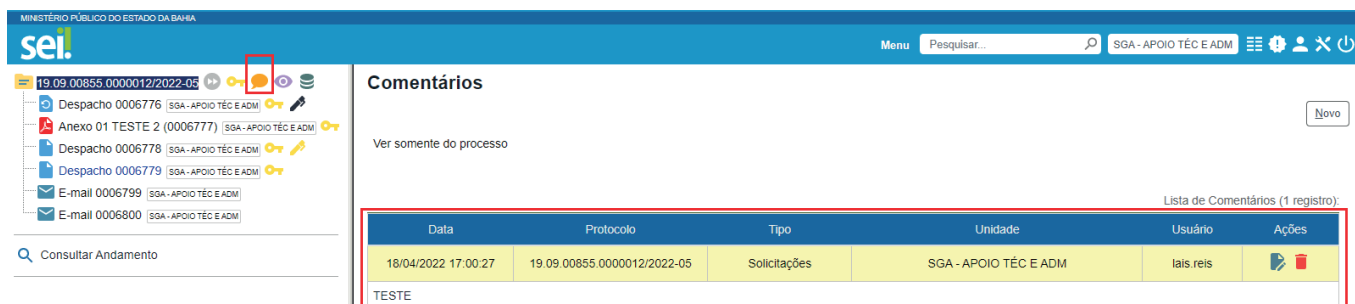 MINISTÉRIO PÚBLICO DO ESTADO DA BAHIA
sei!
Menu Pesquisar... SGA - APOIO TÉC E ADM
19.09.00855.0000012/2022-05
Despacho 0006776 SGA - APOIO TÉC E ADM
Anexo 01 TESTE 2 (0006777) SGA - APOIO TÉC E ADM
Despacho 0006778 SGA - APOIO TÉC E ADM
Despacho 0006779 SGA - APOIO TÉC E ADM
E-mail 0006799 SGA - APOIO TÉC E ADM
E-mail 0006800 SGA - APOIO TÉC E ADM
Consultar Andamento
Comentários
Novo
Ver somente do processo
Lista de Comentários (1 registro):
Data Protocolo Tipo Unidade Usuário Ações
18/04/2022 17:00:27 19.09.00855.0000012/2022-05 Solicitações SGA - APOIO TÉC E ADM lais.reis
TESTE